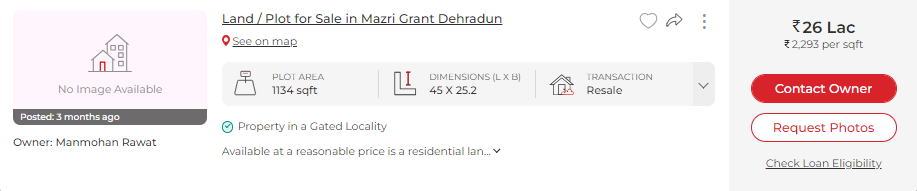 No Image Available
Posted: 3 months ago
Owner: Manmohan Rawat
Land / Plot for Sale in Mazri Grant Dehradun
See on map
PLOT AREA
1134 sqft
DIMENSIONS (L X B)
45 X 25.2
TRANSACTION
Resale
Property in a Gated Locality
Available at a reasonable price is a residential lan...
₹26 Lac
₹2,293 per sqft
Contact Owner
Request Photos
Check Loan Eligibility